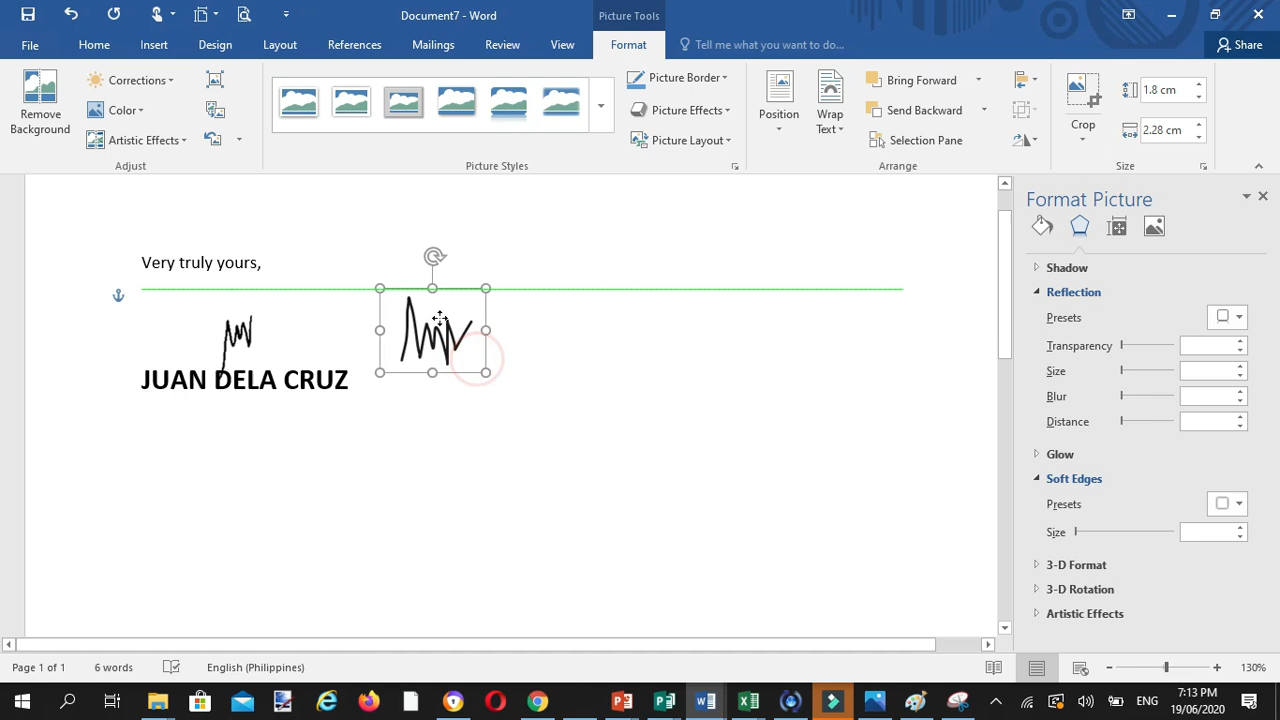 Document7 - Word
Picture Tools
File
Home
Insert
Design
Layout
References
Mailings
Review
View
Format
Tell me what you want to do...
Share
Remove
Background
Corrections
Color
Artistic Effects
Adjust
Picture Styles
Picture Border
Picture Effects
Picture Layout
Position
Wrap
Text
Bring Forward
Send Backward
Selection Pane
Arrange
Crop
1.8 cm
2.28 cm
Size
Very truly yours,
JUAN DELA CRUZ
Format Picture
Shadow
Reflection
Presets
Transparency
Size
Blur
Distance
Glow
Soft Edges
Presets
Size
3-D Format
3-D Rotation
Artistic Effects
Page 1 of 1
6 words
English (Philippines)
130%
ENG
7:13 PM
19/06/2020